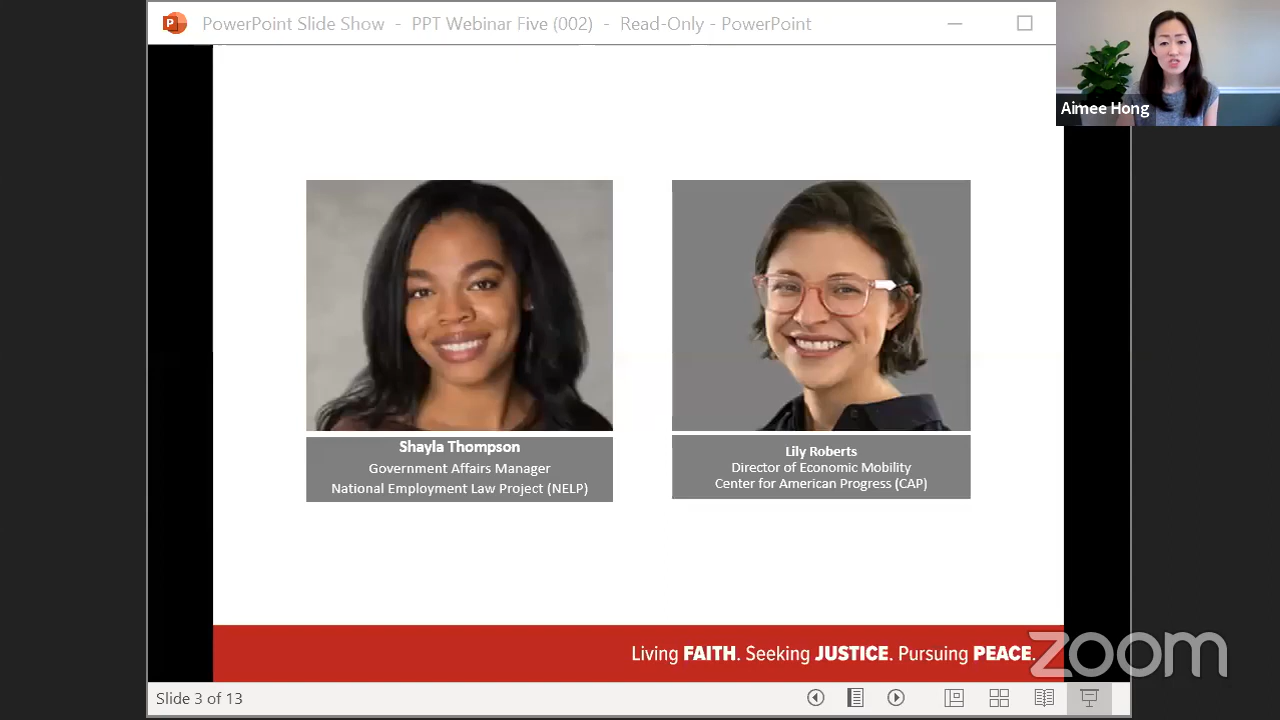 PowerPoint Slide Show - PPT Webinar Five (002) - Read-Only - PowerPoint
Aimee Hong
Shayla Thompson
Government Affairs Manager
National Employment Law Project (NELP)
Lily Roberts
Director of Economic Mobility
Center for American Progress (CAP)
Living FAITH. Seeking JUSTICE. Pursuing PEACE.
zoom
Slide 3 of 13